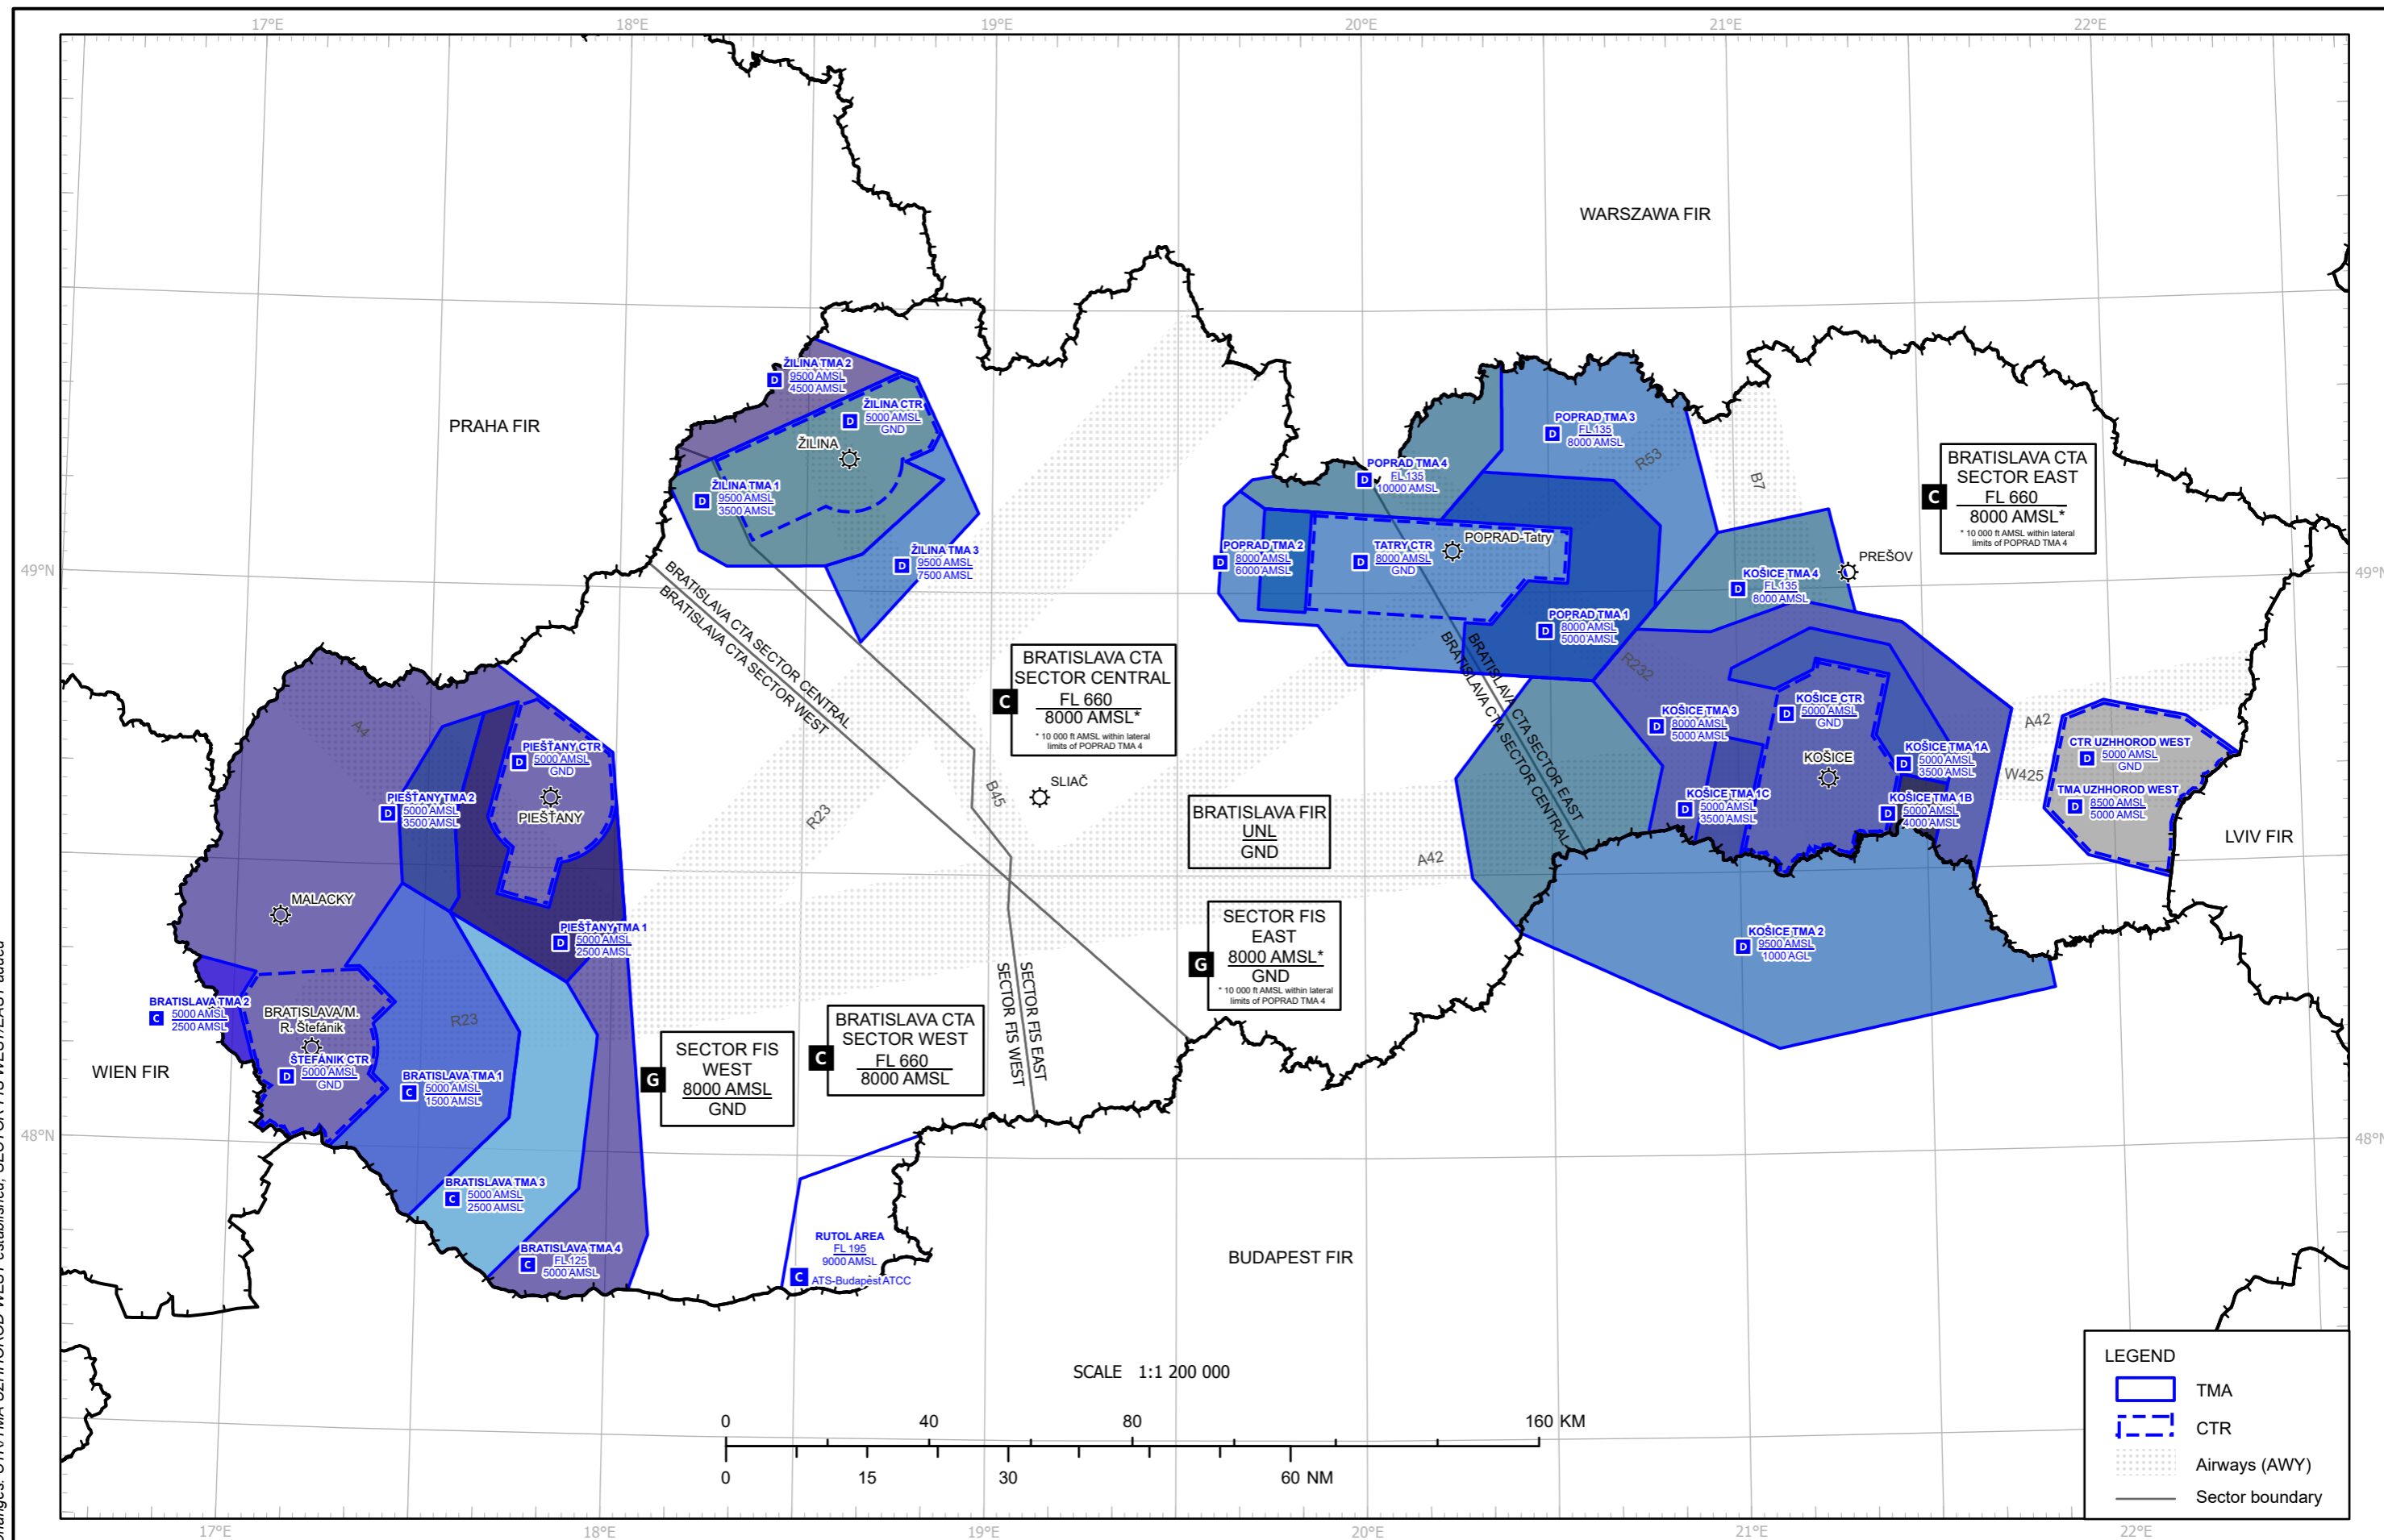 17°E
18°E
19°E
20°E
21°E
22°E
WARSZAWA FIR
PRAHA FIR
ŽILINA TMA 2
D
9500 AMSL
4500 AMSL
ŽILINA CTR
D
5000 AMSL
GND
ŽILINA
ŽILINA TMA 1
D
9500 AMSL
3500 AMSL
ŽILINA TMA 3
D
9500 AMSL
7500 AMSL
POPRAD TMA 3
D
FL 135
8000 AMSL
R53
B7
POPRAD TMA 4
D
FL 135
10000 AMSL
BRATISLAVA CTA
SECTOR EAST
C
FL 660
8000 AMSL*
* 10 000 ft AMSL within lateral
limits of POPRAD TMA 4
POPRAD TMA 2
D
8000 AMSL
6000 AMSL
TATRY CTR
D
8000 AMSL
GND
POPRAD-Tatry
PREŠOV
KOŠICE TMA 4
D
FL 135
8000 AMSL
49°N
49°N
POPRAD TMA 1
D
8000 AMSL
5000 AMSL
BRATISLAVA CTA SECTOR CENTRAL
BRATISLAVA CTA SECTOR WEST
BRATISLAVA CTA SECTOR EAST
BRATISLAVA CTA SECTOR CENTRAL
R232
BRATISLAVA CTA
SECTOR CENTRAL
C
FL 660
8000 AMSL*
* 10 000 ft AMSL within lateral
limits of POPRAD TMA 4
A4
PIEŠŤANY CTR
D
5000 AMSL
GND
PIEŠŤANY
PIEŠŤANY TMA 2
D
5000 AMSL
3500 AMSL
KOŠICE TMA 3
D
8000 AMSL
5000 AMSL
KOŠICE CTR
D
5000 AMSL
GND
KOŠICE
KOŠICE TMA 1A
D
5000 AMSL
3500 AMSL
KOŠICE TMA 1C
D
5000 AMSL
3500 AMSL
KOŠICE TMA 1B
D
5000 AMSL
4000 AMSL
A42
W425
CTR UZHHOROD WEST
D
5000 AMSL
GND
TMA UZHHOROD WEST
D
8500 AMSL
5000 AMSL
LVIV FIR
B45
SLIAČ
R23
BRATISLAVA FIR
UNL
GND
A42
MALACKY
PIEŠŤANY TMA 1
D
5000 AMSL
2500 AMSL
SECTOR FIS
EAST
G
8000 AMSL*
GND
* 10 000 ft AMSL within lateral
limits of POPRAD TMA 4
KOŠICE TMA 2
D
9500 AMSL
1000 AGL
SECTOR FIS EAST
SECTOR FIS WEST
BRATISLAVA TMA 2
C
5000 AMSL
2500 AMSL
BRATISLAVA/M.
R. Štefánik
R23
ŠTEFÁNIK CTR
D
5000 AMSL
GND
WIEN FIR
BRATISLAVA TMA 1
C
5000 AMSL
1500 AMSL
SECTOR FIS
WEST
G
8000 AMSL
GND
BRATISLAVA CTA
SECTOR WEST
C
FL 660
8000 AMSL
48°N
48°N
BRATISLAVA TMA 3
C
5000 AMSL
2500 AMSL
BRATISLAVA TMA 4
C
FL 125
5000 AMSL
RUTOL AREA
FL 195
9000 AMSL
C
ATS-Budapest ATCC
BUDAPEST FIR
SCALE 1:1 200 000
0 40 80 160 KM
0 15 30 60 NM
LEGEND
TMA
CTR
Airways (AWY)
Sector boundary
17°E
18°E
19°E
20°E
21°E
22°E